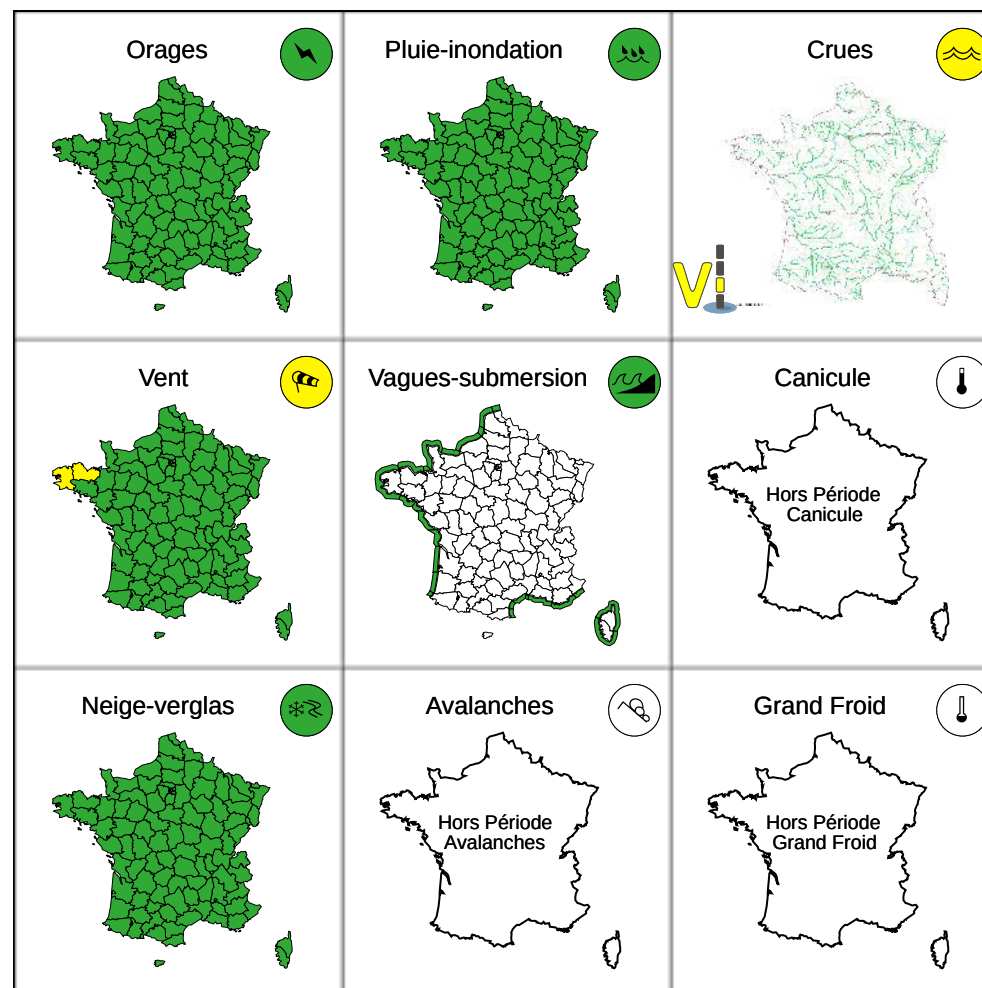 Orages
Pluie-inondation
Crues
Vi
Vent
Vagues-submersion
Canicule
Hors Période
Canicule
Neige-verglas
Avalanches
Grand Froid
Hors Période
Avalanches
Hors Période
Grand Froid